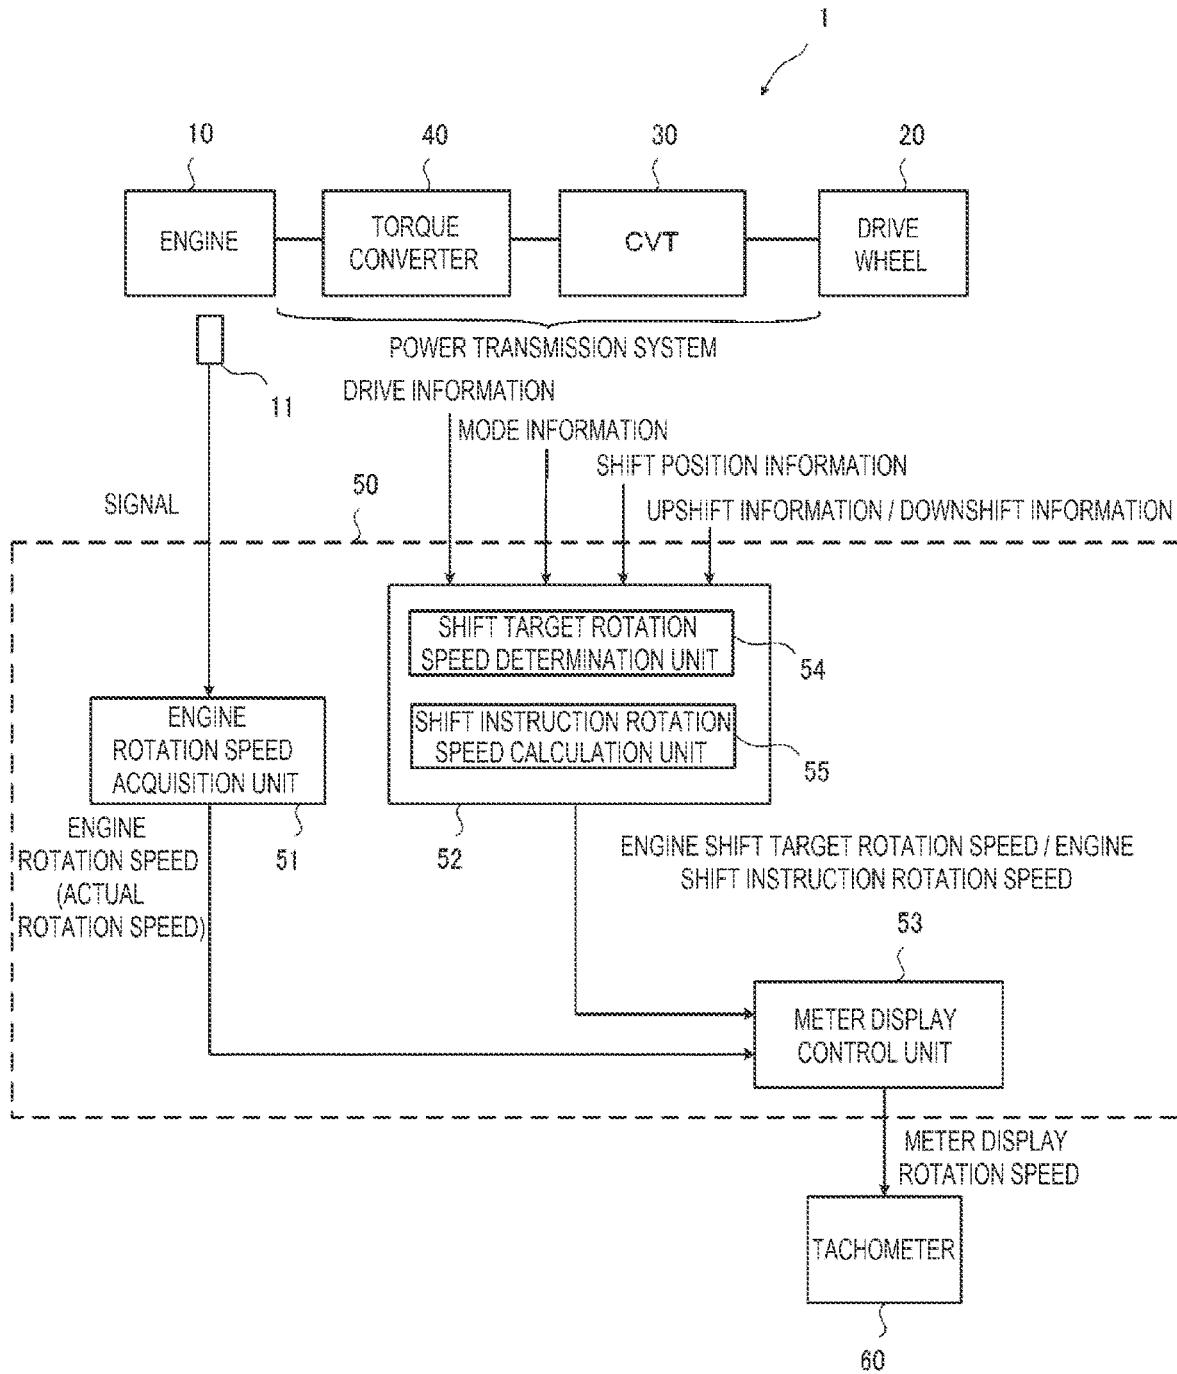 1
10
40
30
20
ENGINE
TORQUE
CONVERTER
CVT
DRIVE
WHEEL
POWER TRANSMISSION SYSTEM
11
DRIVE INFORMATION
MODE INFORMATION
SHIFT POSITION INFORMATION
UPSHIFT INFORMATION / DOWNSHIFT INFORMATION
SIGNAL
50
SHIFT TARGET ROTATION
SPEED DETERMINATION UNIT
54
SHIFT INSTRUCTION ROTATION
SPEED CALCULATION UNIT
55
ENGINE
ROTATION SPEED
ACQUISITION UNIT
51
52
ENGINE
ROTATION SPEED
(ACTUAL
ROTATION SPEED)
ENGINE SHIFT TARGET ROTATION SPEED / ENGINE
SHIFT INSTRUCTION ROTATION SPEED
53
METER DISPLAY
CONTROL UNIT
METER DISPLAY
ROTATION SPEED
TACHOMETER
60